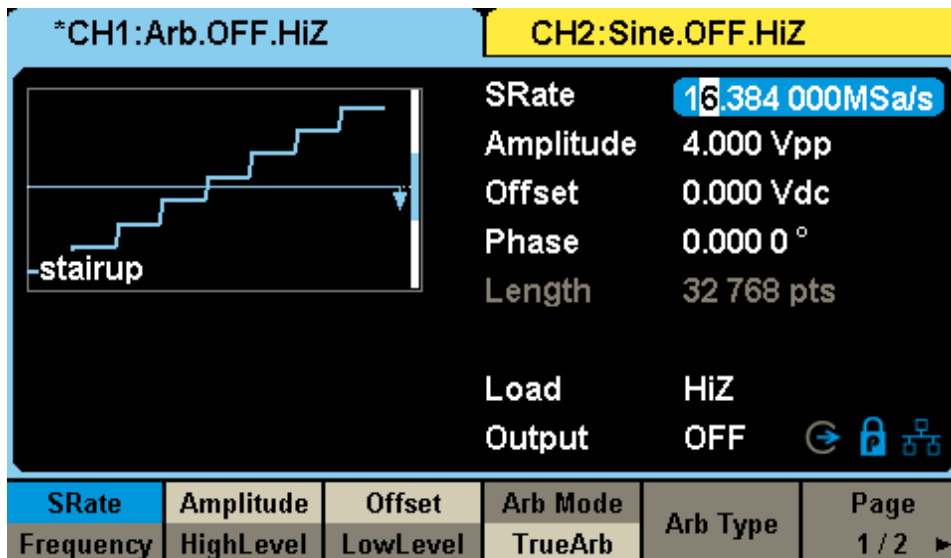 *CH1:Arb.OFF.HiZ
CH2:Sine.OFF.HiZ
SRate 16.384 000MSa/s
Amplitude 4.000 Vpp
Offset 0.000 Vdc
Phase 0.000 0 °
Length 32 768 pts
stairup
Load HiZ
Output OFF
P
SRate Amplitude Offset Arb Mode Arb Type Page
Frequency HighLevel LowLevel TrueArb 1 / 2